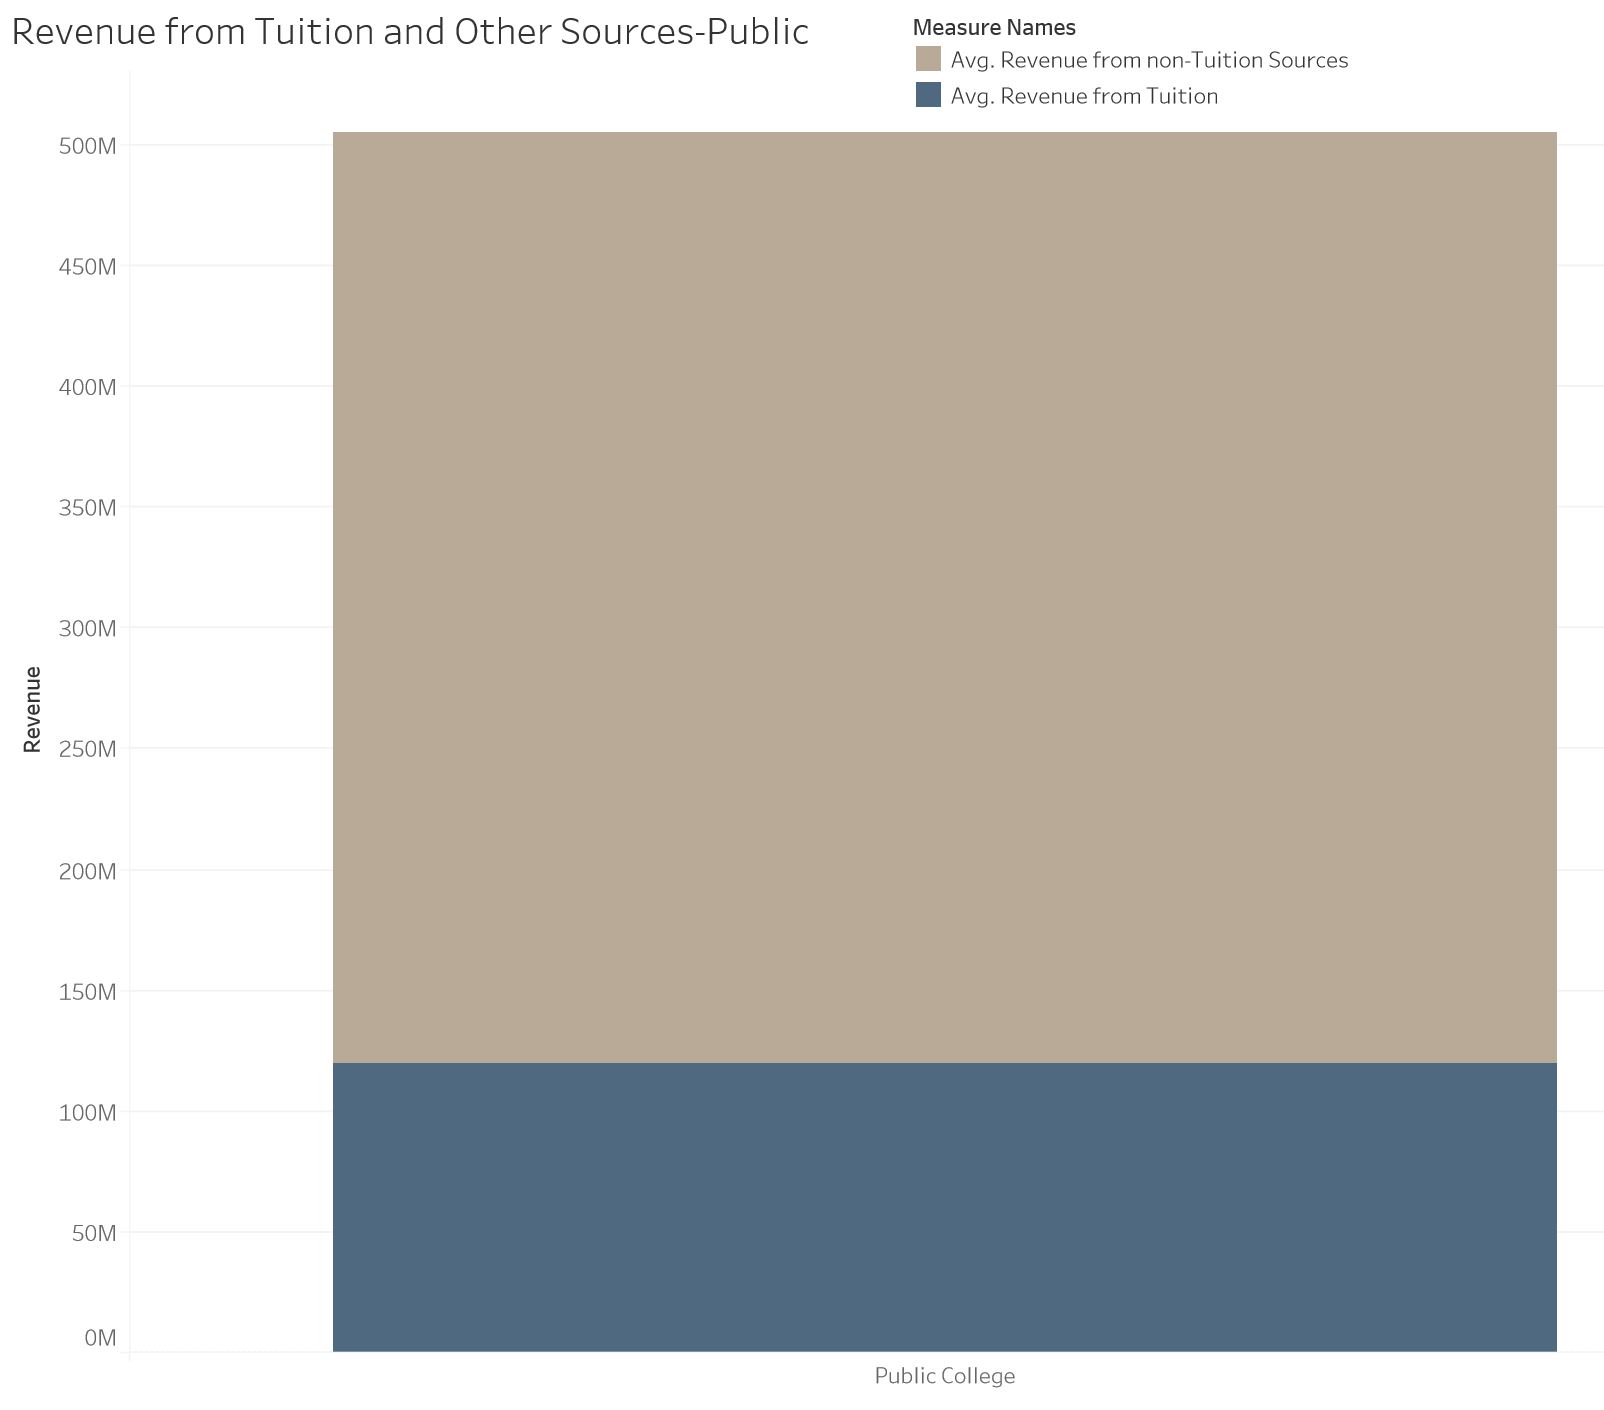 Revenue from Tuition and Other Sources-Public
Measure Names
Avg. Revenue from non-Tuition Sources
Avg. Revenue from Tuition
500M
450M
400M
350M
300M
250M
200M
150M
100M
50M
0M
Revenue
Public College